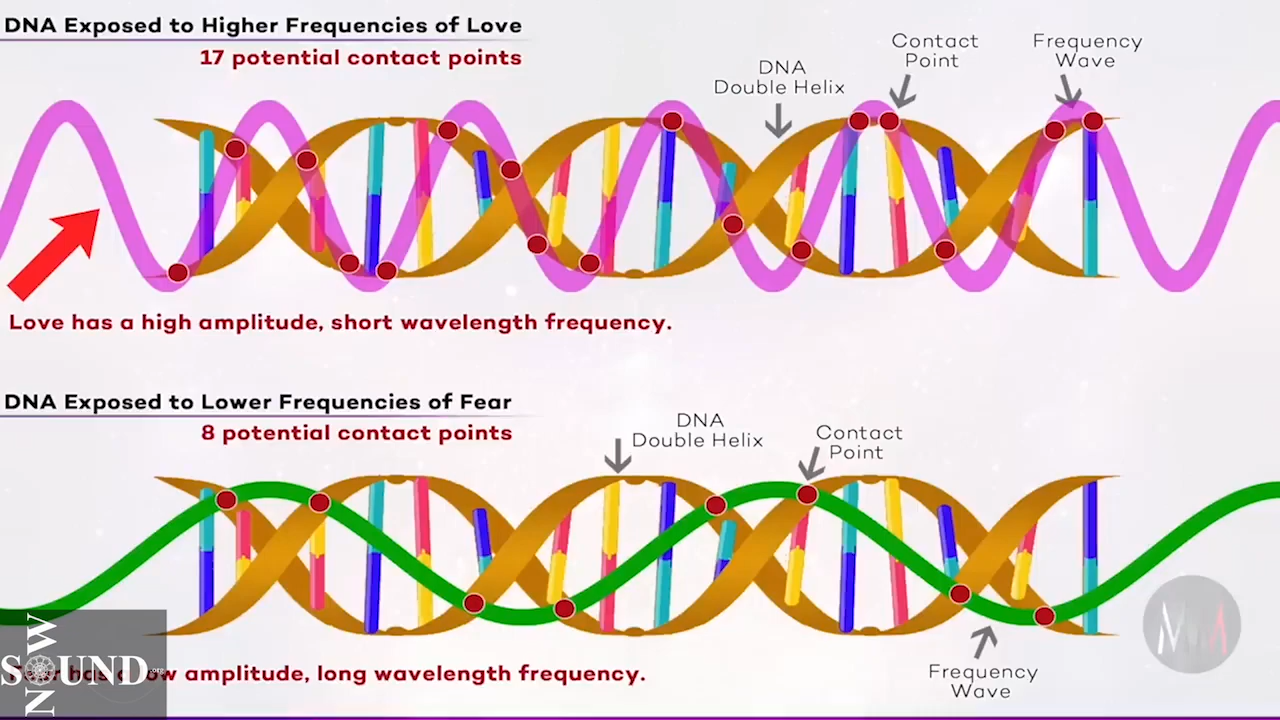 DNA Exposed to Higher Frequencies of Love
17 potential contact points
DNA
Double Helix
Contact
Point
Frequency
Wave
Love has a high amplitude, short wavelength frequency.
DNA Exposed to Lower Frequencies of Fear
8 potential contact points
DNA
Double Helix
Contact
Point
Frequency
Wave
amplitude, long wavelength frequency.
NOW
SOUND.org